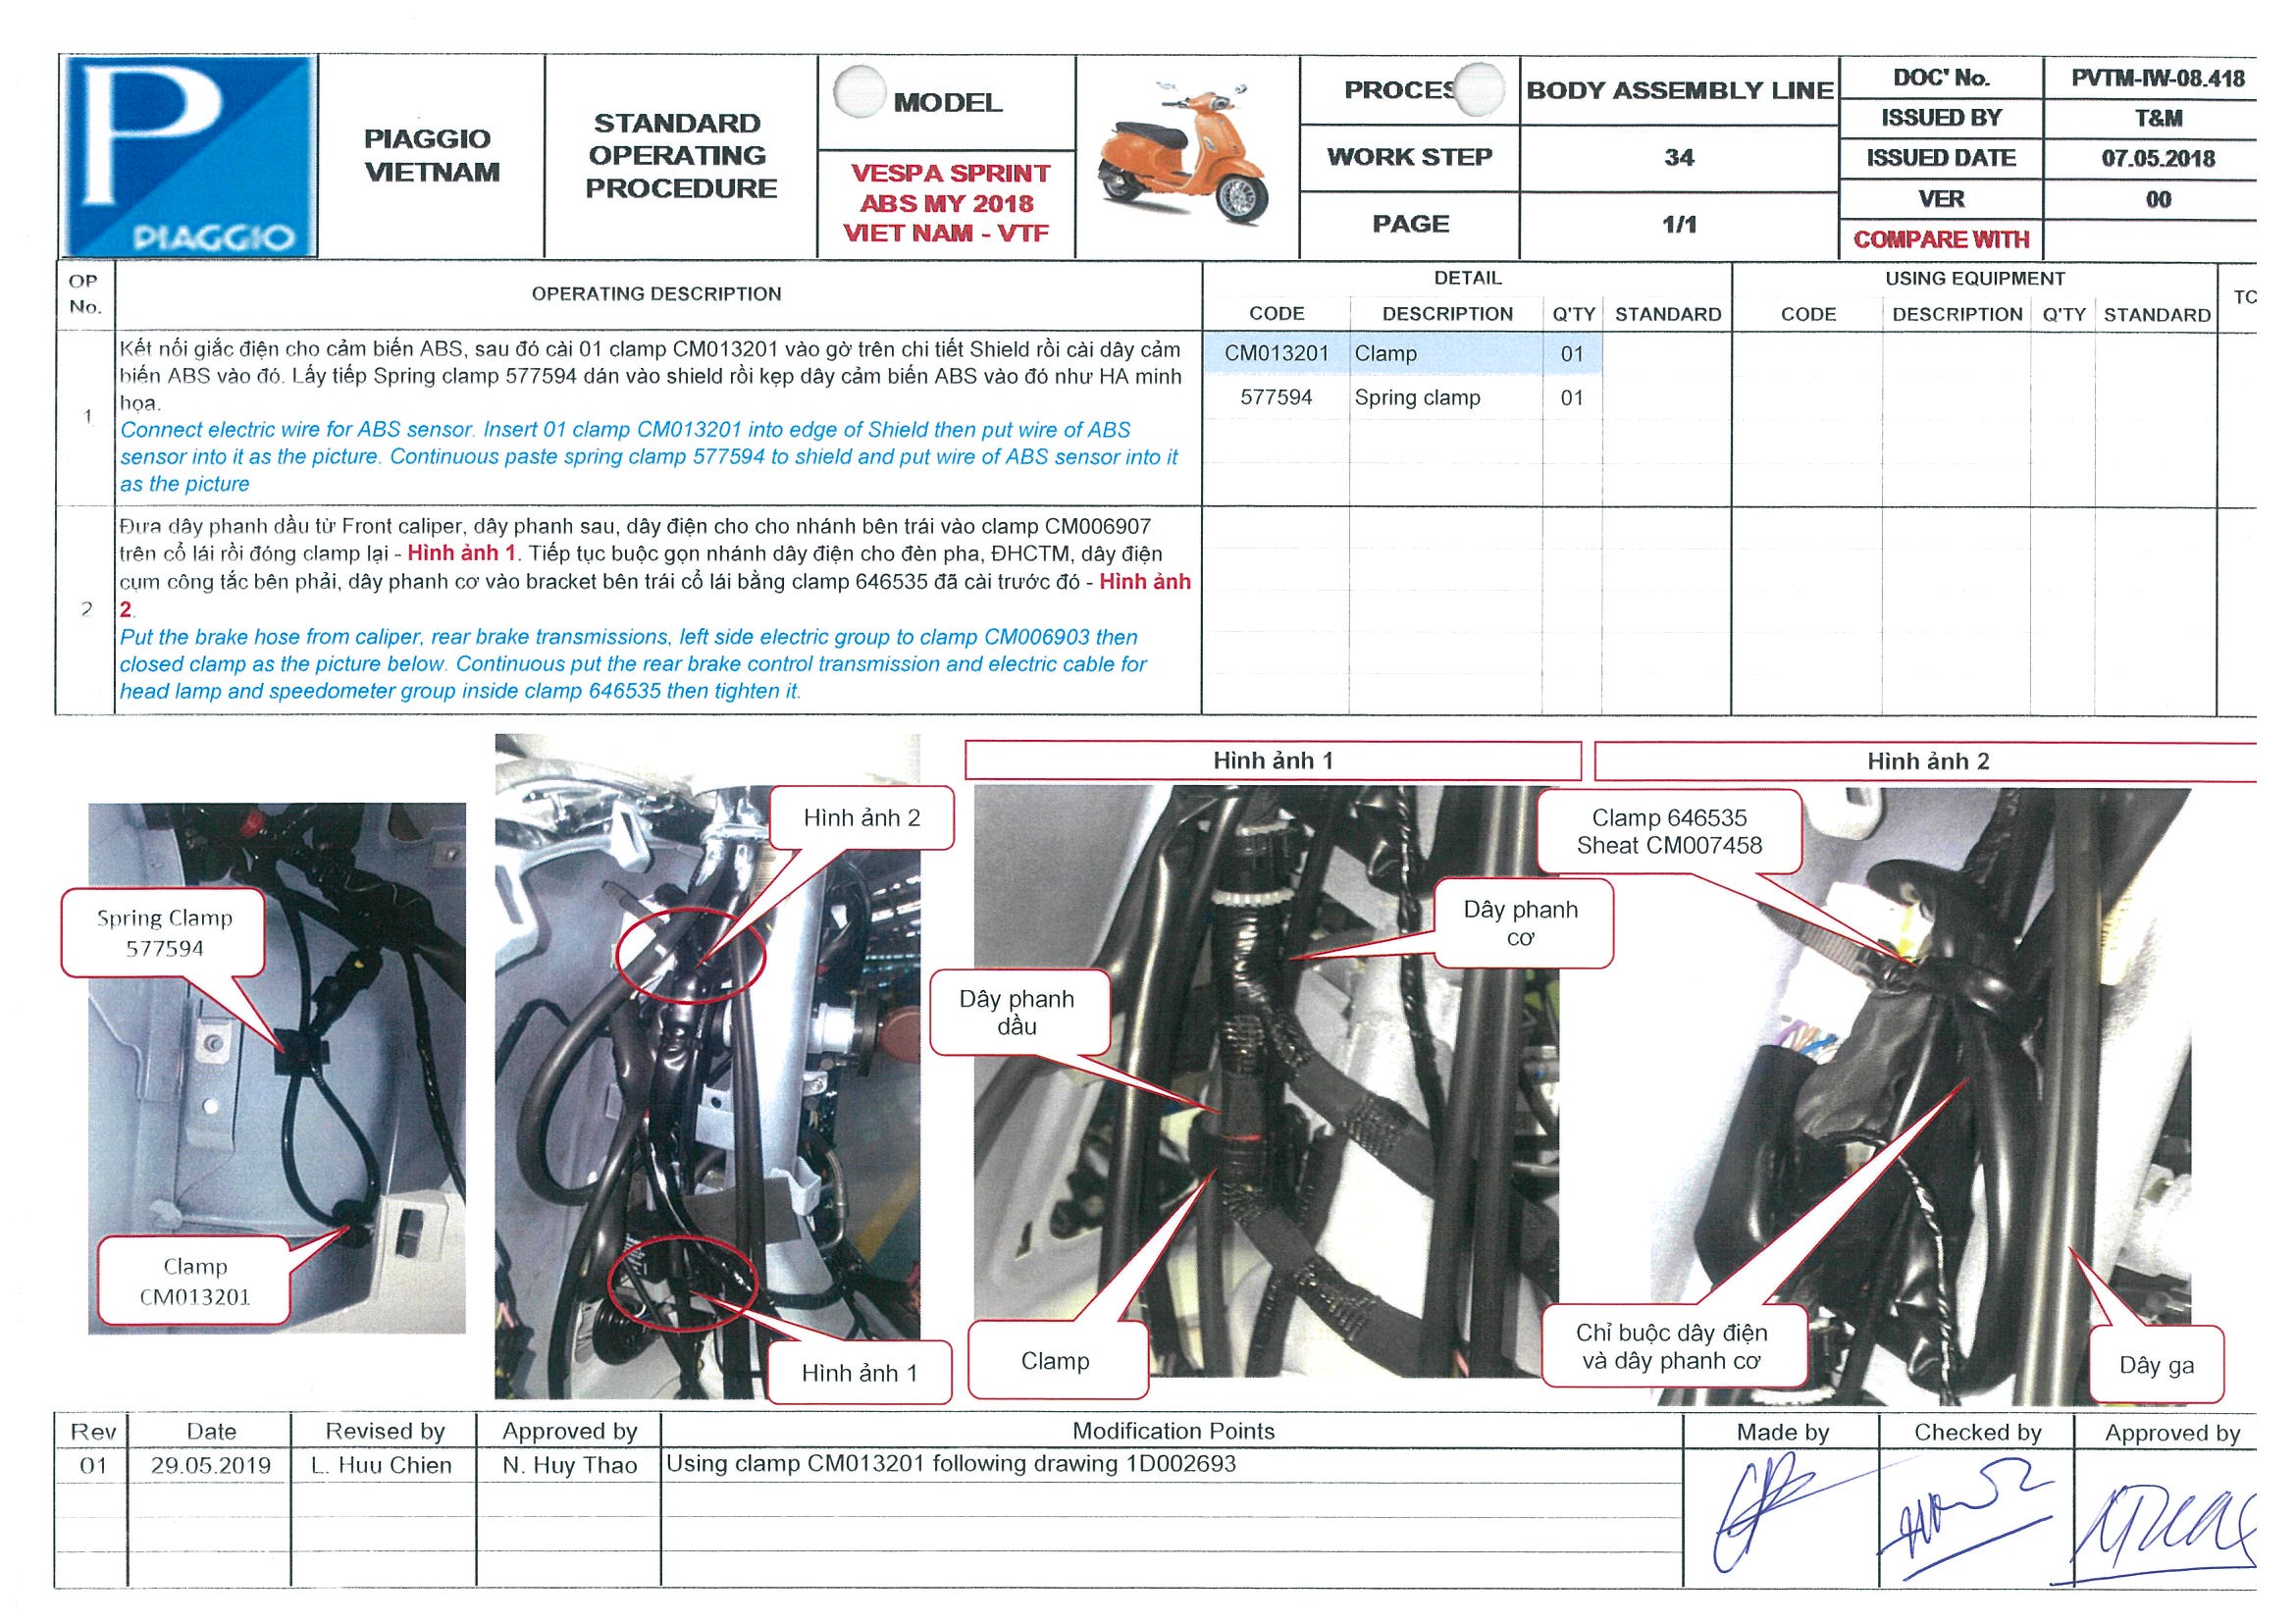 P
PIAGGIO
PIAGGIO
VIETNAM
STANDARD
OPERATING
PROCEDURE
MODEL
VESPA SPRINT
ABS MY 2018
VIET NAM - VTF
PROCES
BODY ASSEMBLY LINE
WORK STEP
34
PAGE
1/1
DOC' No.
PVTM-IW-08.418
ISSUED BY
T&M
ISSUED DATE
07.05.2018
VER
00
COMPARE WITH
OP
No.
OPERATING DESCRIPTION
DETAIL
USING EQUIPMENT
TC
CODE
DESCRIPTION
Q'TY
STANDARD
CODE
DESCRIPTION
Q'TY
STANDARD
1
Kết nối giắc điện cho cảm biến ABS, sau đó cài 01 clamp CM013201 vào gờ trên chi tiết Shield rồi cài dây cảm
biến ABS vào đó. Lấy tiếp Spring clamp 577594 dán vào shield rồi kẹp dây cảm biến ABS vào đó như HA minh
họa.
Connect electric wire for ABS sensor. Insert 01 clamp CM013201 into edge of Shield then put wire of ABS
sensor into it as the picture. Continuous paste spring clamp 577594 to shield and put wire of ABS sensor into it
as the picture
CM013201
Clamp
01
577594
Spring clamp
01
2
Đưa dây phanh dầu từ Front caliper, dây phanh sau, dây điện cho cho nhánh bên trái vào clamp CM006907
trên cổ lái rồi đóng clamp lại - Hình ảnh 1. Tiếp tục buộc gọn nhánh dây điện cho đèn pha, ĐHCTM, dây điện
cụm công tắc bên phải, dây phanh cơ vào bracket bên trái cổ lái bằng clamp 646535 đã cài trước đó - Hình ảnh
2.
Put the brake hose from caliper, rear brake transmissions, left side electric group to clamp CM006903 then
closed clamp as the picture below. Continuous put the rear brake control transmission and electric cable for
head lamp and speedometer group inside clamp 646535 then tighten it.
Spring Clamp
577594
Clamp
CM013201
Hình ảnh 2
Hình ảnh 1
Hình ảnh 1
Dây phanh
cơ
Dây phanh
dầu
Clamp
Hình ảnh 2
Clamp 646535
Sheat CM007458
Chỉ buộc dây điện
và dây phanh cơ
Dây ga
Rev
Date
Revised by
Approved by
Modification Points
Made by
Checked by
Approved by
01
29.05.2019
L. Huu Chien
N. Huy Thao
Using clamp CM013201 following drawing 1D002693